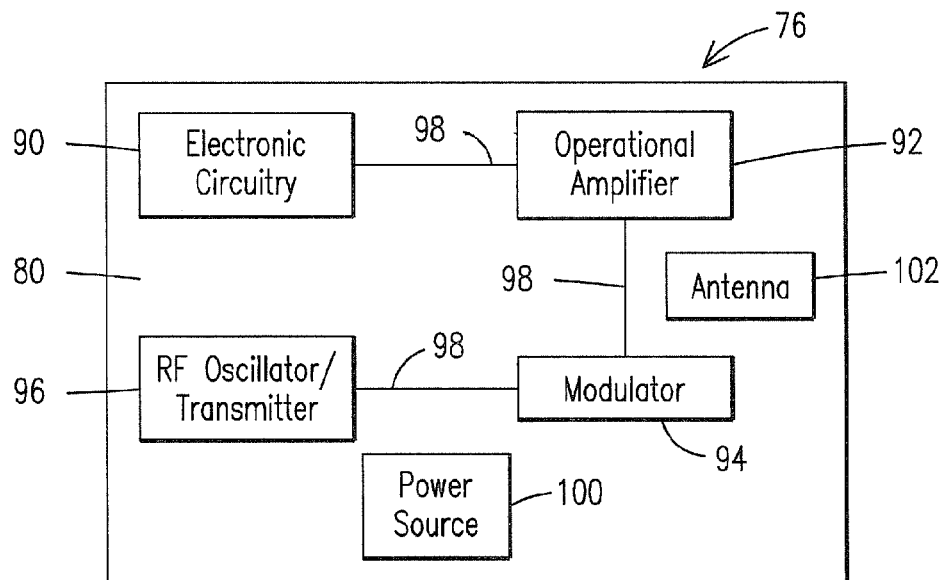 76
90
Electronic
Circuitry
98
Operational
Amplifier
92
80
98
Antenna
102
96
RF Oscillator/
Transmitter
98
Modulator
94
Power
Source
100